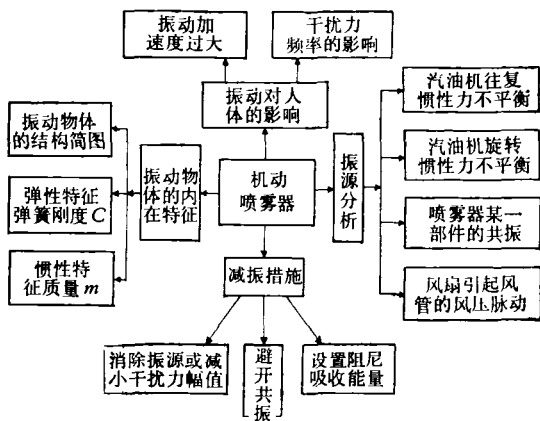 振动加
速度过大
干扰力
频率的影响
振动对人
体的影响
汽油机往复
惯性力不平衡
振动物体
的结构简图
汽油机旋转
惯性力不平衡
弹性特征
弹簧刚度C
振动物
体的内
在特征
机动
喷雾器
振
源
分
析
喷雾器某一
部件的共振
惯性特
征质量m
减振措施
风扇引起风
管的风压脉动
消除振源或减
小干扰力幅值
避
开
共
振
设置阻尼
吸收能量